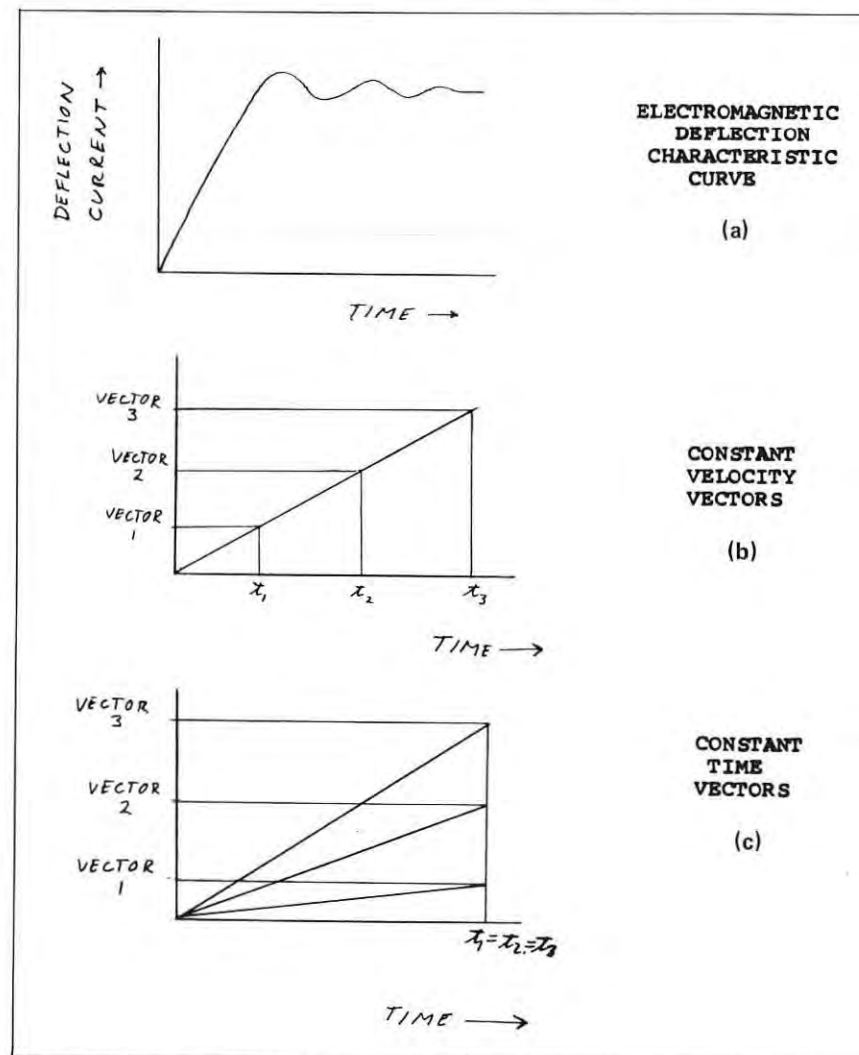 DEFLECTION
CURRENT →
TIME →
ELECTROMAGNETIC
DEFLECTION
CHARACTERISTIC
CURVE
(a)
VECTOR
3
VECTOR
2
VECTOR
1
t₁ t₂ t₃
TIME →
CONSTANT
VELOCITY
VECTORS
(b)
VECTOR
3
VECTOR
2
VECTOR
1
t₁=t₂=t₃
TIME →
CONSTANT
TIME
VECTORS
(c)